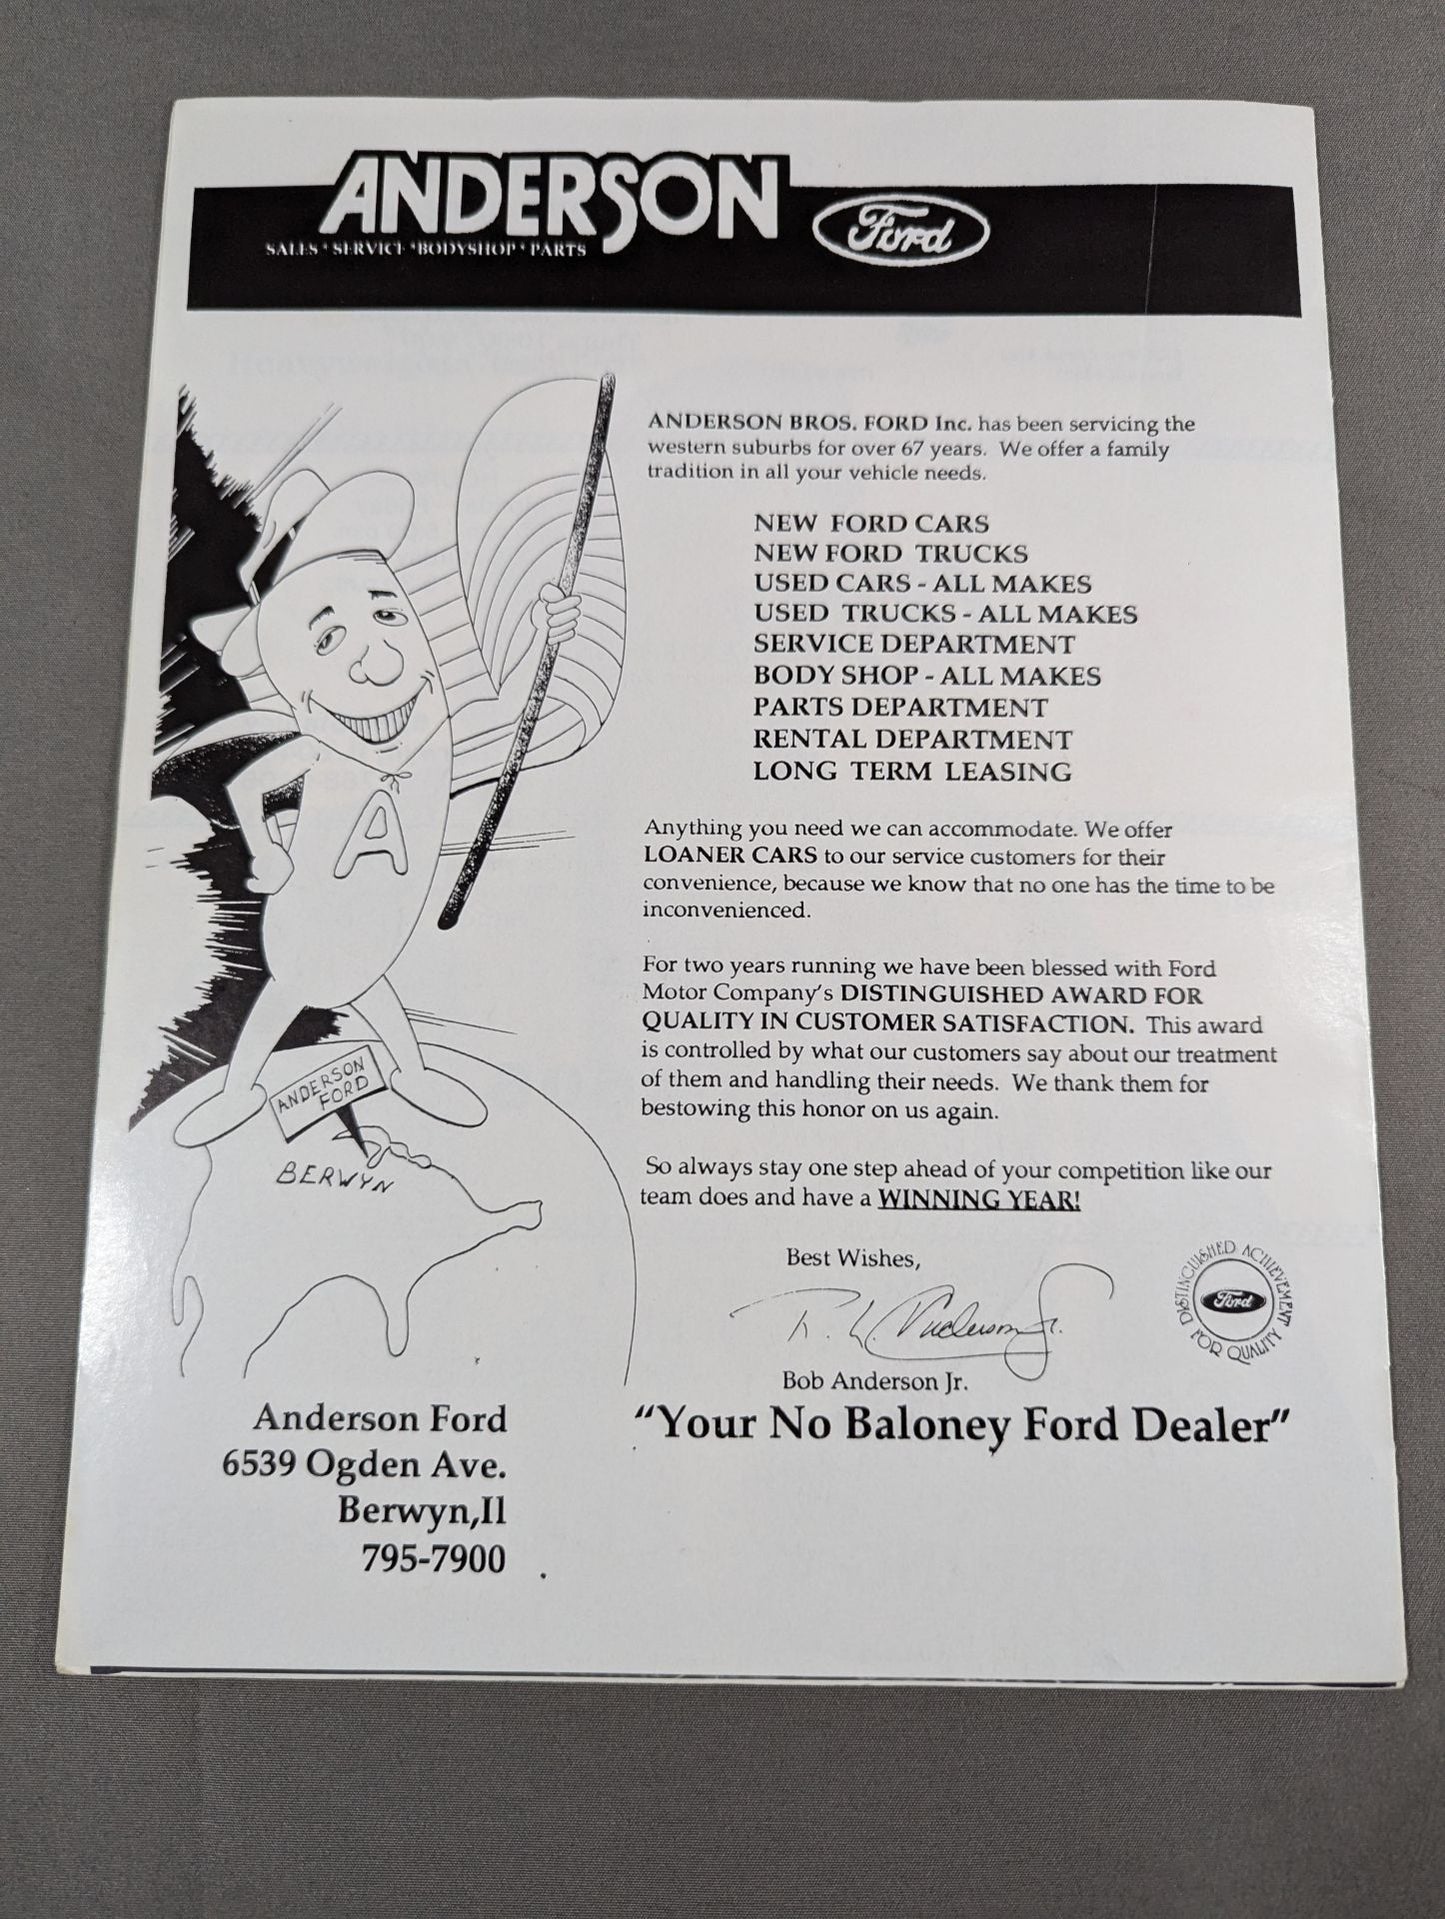 ANDERSON
SALES * SERVICE * BODYSHOP * PARTS
Ford
ANDERSON BROS. FORD Inc. has been servicing the
western suburbs for over 67 years. We offer a family
tradition in all your vehicle needs.
NEW FORD CARS
NEW FORD TRUCKS
USED CARS - ALL MAKES
USED TRUCKS - ALL MAKES
SERVICE DEPARTMENT
BODY SHOP - ALL MAKES
PARTS DEPARTMENT
RENTAL DEPARTMENT
LONG TERM LEASING
A
Anything you need we can accommodate. We offer
LOANER CARS to our service customers for their
convenience, because we know that no one has the time to be
inconvenienced.
For two years running we have been blessed with Ford
Motor Company's DISTINGUISHED AWARD FOR
QUALITY IN CUSTOMER SATISFACTION. This award
is controlled by what our customers say about our treatment
of them and handling their needs. We thank them for
bestowing this honor on us again.
ANDERSON
FORD
BERWYN
So always stay one step ahead of your competition like our
team does and have a WINNING YEAR!
Best Wishes,
R. L. Anderson Jr.
Bob Anderson Jr.
DISTINGUISHED ACHIEVEMENT
FOR QUALITY
Ford
"Your No Baloney Ford Dealer"
Anderson Ford
6539 Ogden Ave.
Berwyn,Il
795-7900